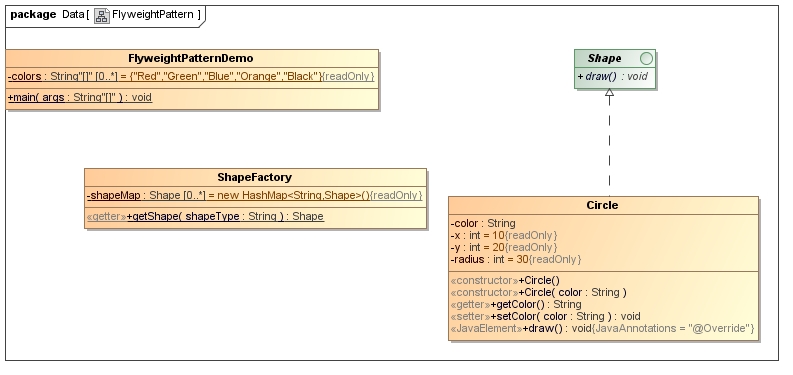 package Data[ FlyweightPattern ]
FlyweightPatternDemo
-colors : String"[]" [0..*] = {"Red","Green","Blue","Orange","Black"}{readOnly}
+main( args : String"[]" ) : void
Shape
+ draw() : void
ShapeFactory
-shapeMap : Shape [0..*] = new HashMap<String,Shape>(){readOnly}
«getter»+getShape( shapeType : String ) : Shape
Circle
-color : String
-x : int = 10{readOnly}
-y : int = 20{readOnly}
-radius : int = 30{readOnly}
«constructor»+Circle()
«constructor»+Circle( color : String )
«getter»+getColor() : String
«setter»+setColor( color : String ) : void
«JavaElement»+draw() : void{JavaAnnotations = "@Override"}